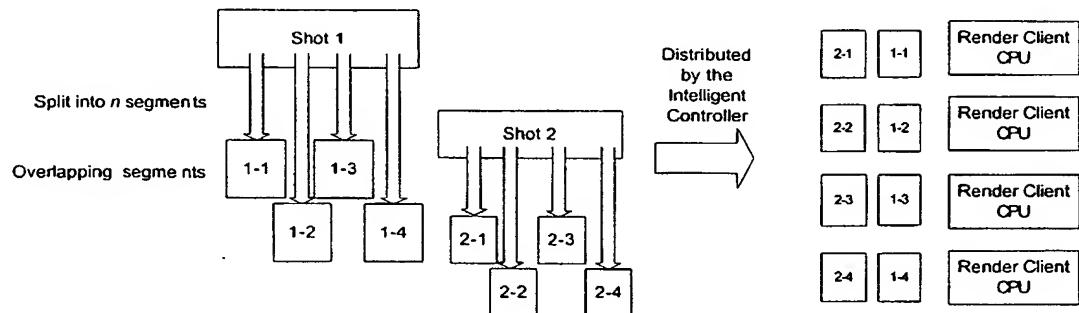 Shot 1
Split into n segments
Overlapping segments
1-1
1-3
1-2
1-4
Shot 2
2-1
2-3
2-2
2-4
Distributed
by the
Intelligent
Controller
2-1
1-1
Render Client
CPU
2-2
1-2
Render Client
CPU
2-3
1-3
Render Client
CPU
2-4
1-4
Render Client
CPU